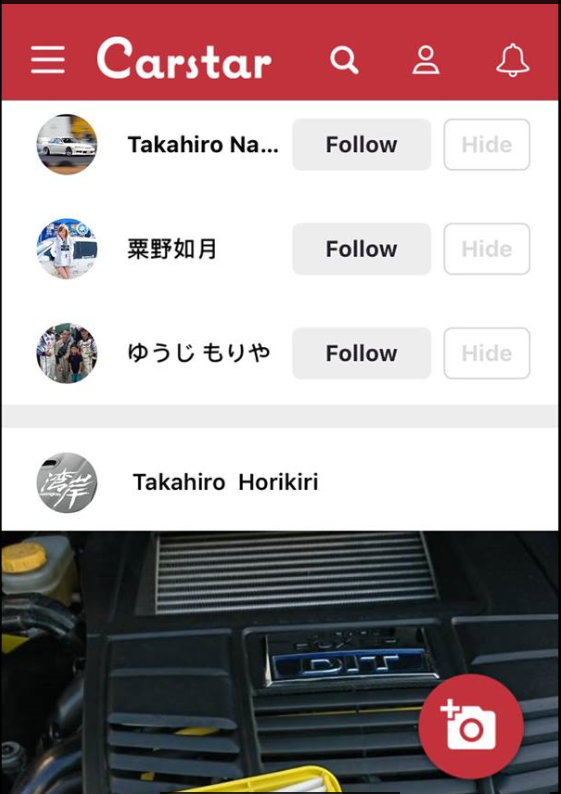 Carstar
Takahiro Na...
Follow
Hide
粟野如月
Follow
Hide
ゆうじ もりや
Follow
Hide
湾岸
Takahiro Horikiri
DIT